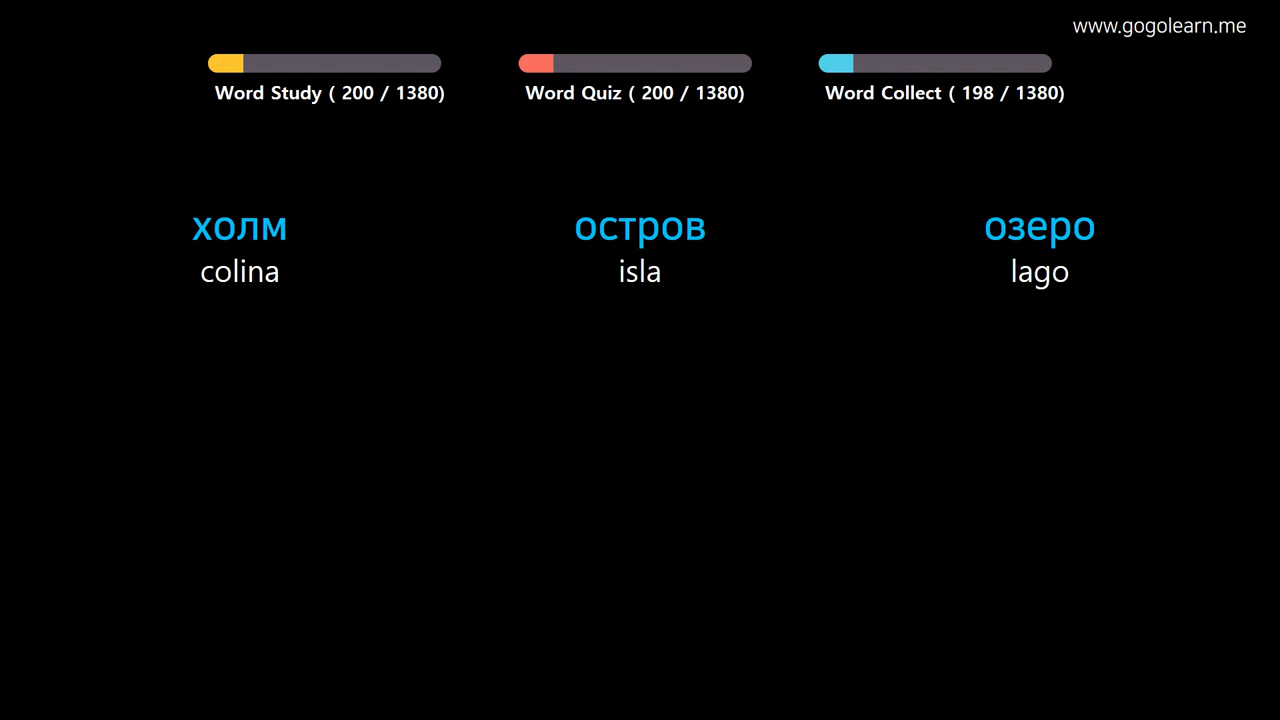 www.gogolearn.me
Word Study ( 200 / 1380)
Word Quiz ( 200 / 1380)
Word Collect ( 198 / 1380)
холм
colina
остров
isla
озеро
lago